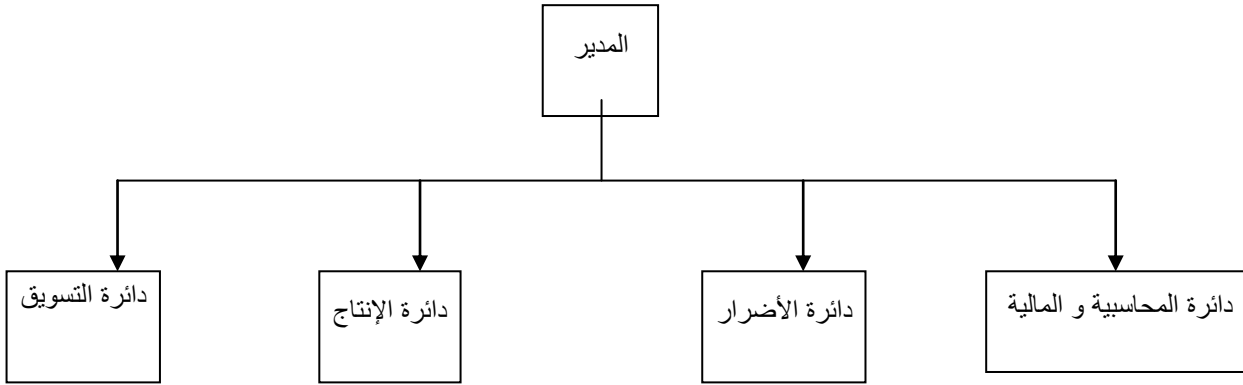 المدير
دائرة المحاسبية و المالية
دائرة الأضرار
دائرة الإنتاج
دائرة التسويق